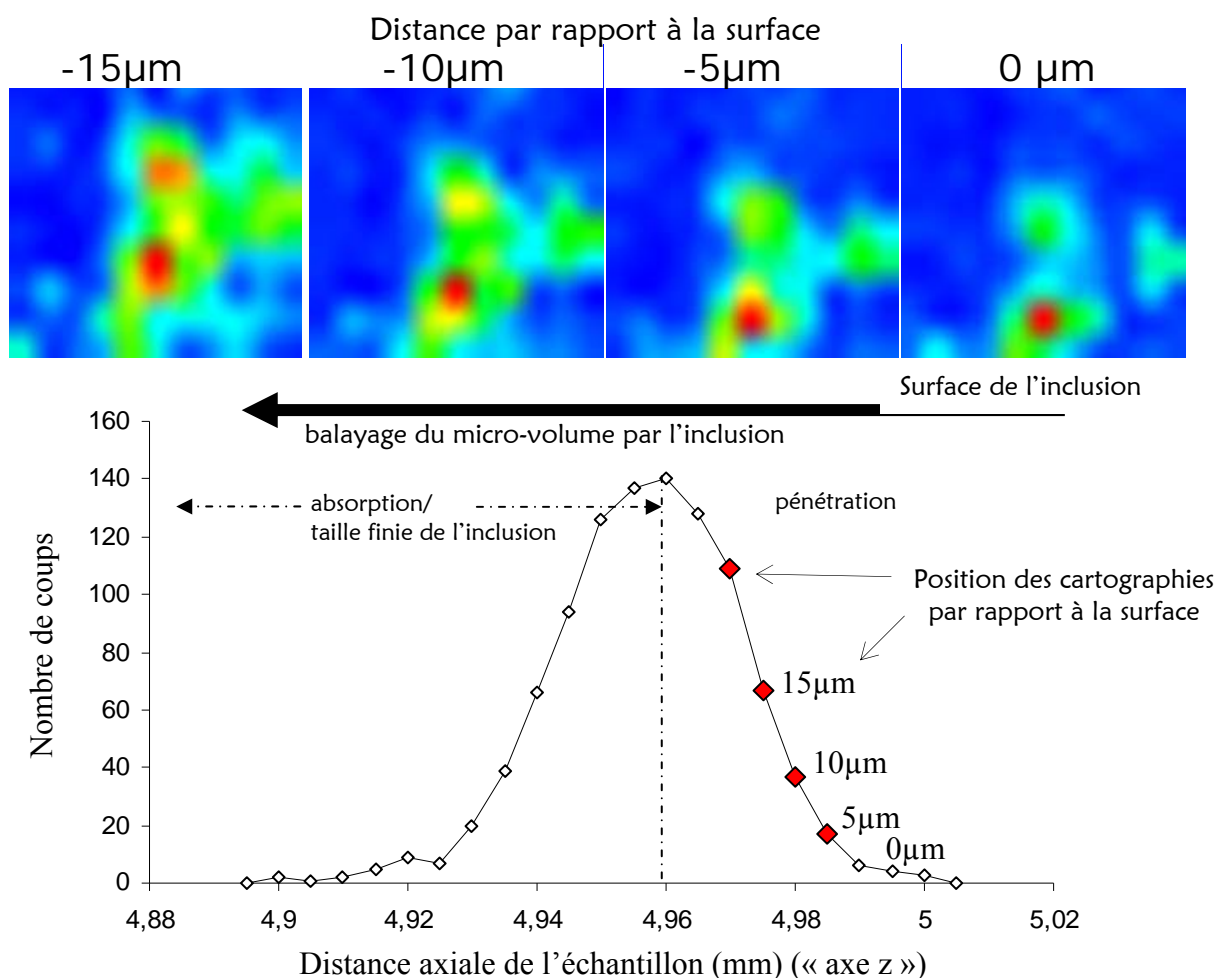 Distance par rapport à la surface
-15µm -10µm -5µm 0 µm
Surface de l'inclusion
balayage du micro-volume par l'inclusion
160
140
120
100
80
60
40
20
0
absorption/
taille finie de l'inclusion
pénétration
Position des cartographies
par rapport à la surface
15µm
10µm
5µm
0µm
Nombre de coups
4,88 4,9 4,92 4,94 4,96 4,98 5 5,02
Distance axiale de l'échantillon (mm) (« axe z »)